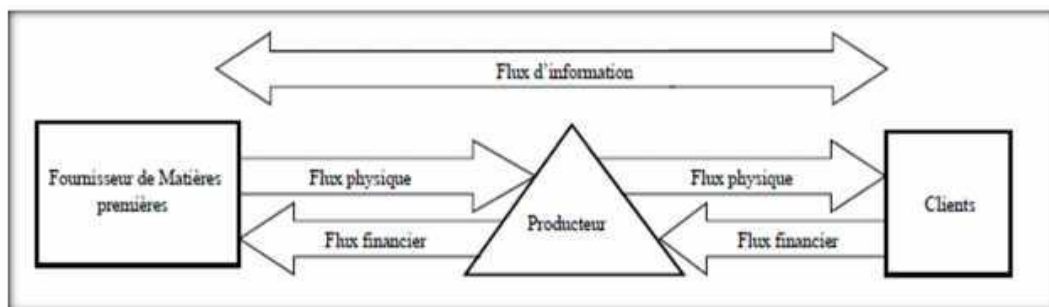 Flux d'information
Fournisseur de Matières
premières
Flux physique
Flux financier
Producteur
Flux physique
Flux financier
Clients